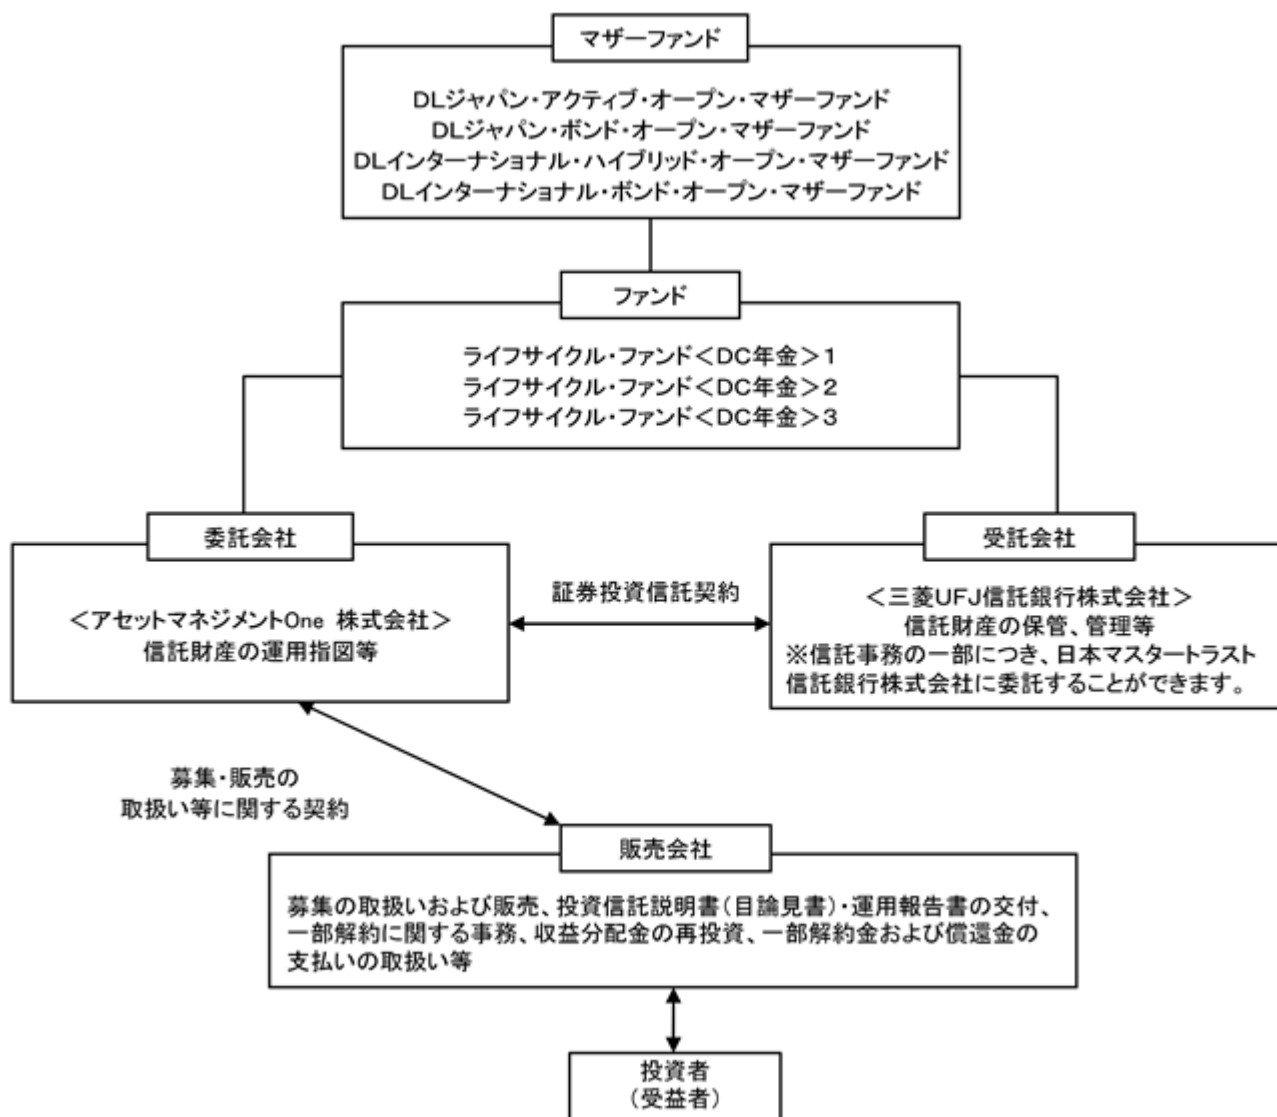 マザーファンド
DLジャパン・アクティブ・オープン・マザーファンド
DLジャパン・ボンド・オープン・マザーファンド
DLインターナショナル・ハイブリッド・オープン・マザーファンド
DLインターナショナル・ボンド・オープン・マザーファンド
ファンド
ライフサイクル・ファンド＜DC年金＞1
ライフサイクル・ファンド＜DC年金＞2
ライフサイクル・ファンド＜DC年金＞3
委託会社
＜アセットマネジメントOne 株式会社＞
信託財産の運用指図等
証券投資信託契約
受託会社
＜三菱UFJ信託銀行株式会社＞
信託財産の保管、管理等
※信託事務の一部につき、日本マスタートラスト
信託銀行株式会社に委託することができます。
募集・販売の
取扱い等に関する契約
販売会社
募集の取扱いおよび販売、投資信託説明書（目論見書）・運用報告書の交付、
一部解約に関する事務、収益分配金の再投資、一部解約金および償還金の
支払いの取扱い等
投資者
（受益者）